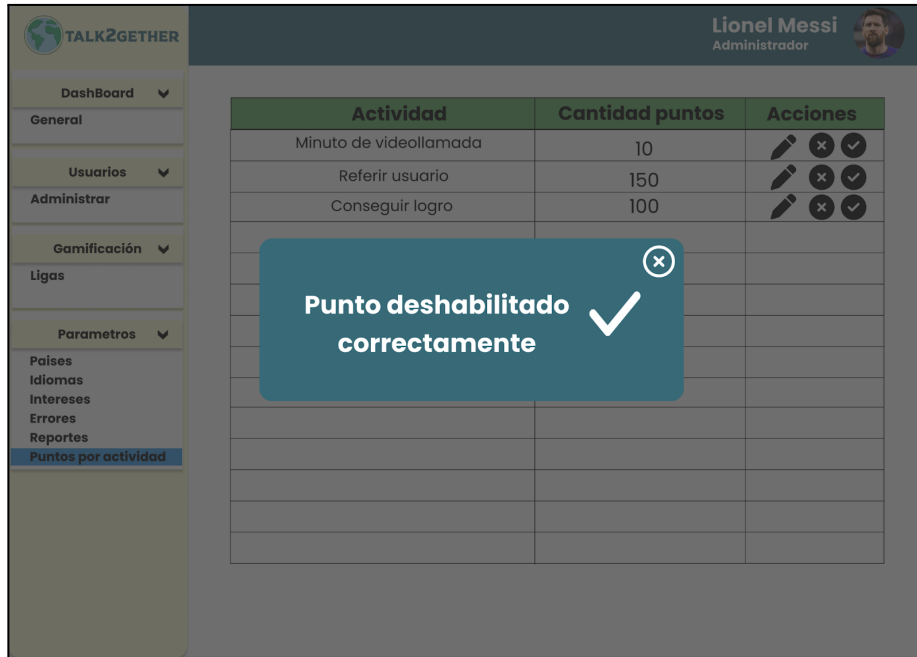 TALK2GETHER
Lionel Messi
Administrador
DashBoard
General
Usuarios
Administrar
Gamificación
Ligas
Parametros
Paises
Idiomas
Intereses
Errores
Reportes
Puntos por actividad
Actividad Cantidad puntos Acciones
Minuto de videollamada 10
Referir usuario 150
Conseguir logro 100
Punto deshabilitado
correctamente